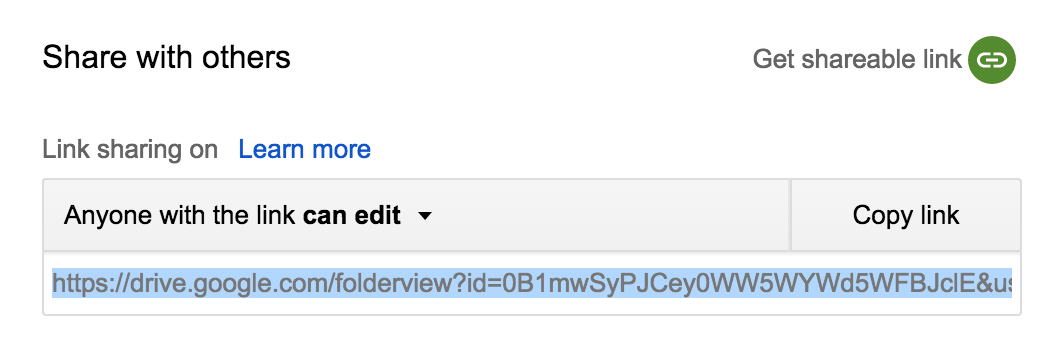 Share with others
Get shareable link
Link sharing on Learn more
Anyone with the link can edit
Copy link
https://drive.google.com/folderview?id=0B1mwSyPJCey0WW5WYWd5WFBJclE&us